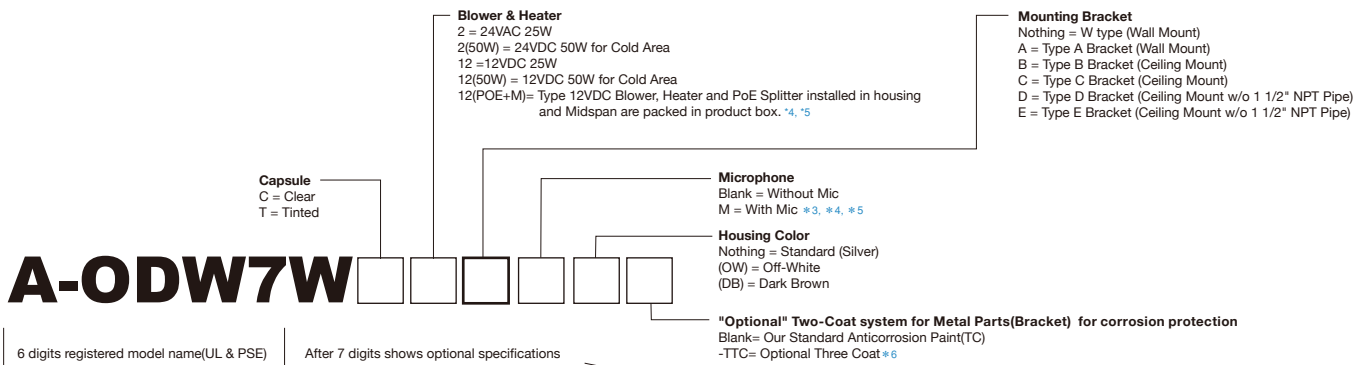 Blower & Heater
2 = 24VAC 25W
2(50W) = 24VDC 50W for Cold Area
12 =12VDC 25W
12(50W) = 12VDC 50W for Cold Area
12(POE+M)= Type 12VDC Blower, Heater and PoE Splitter installed in housing
and Midspan are packed in product box. *4, *5
Mounting Bracket
Nothing = W type (Wall Mount)
A = Type A Bracket (Wall Mount)
B = Type B Bracket (Ceiling Mount)
C = Type C Bracket (Ceiling Mount)
D = Type D Bracket (Ceiling Mount w/o 1 1/2" NPT Pipe)
E = Type E Bracket (Ceiling Mount w/o 1 1/2" NPT Pipe)
Capsule
C = Clear
T = Tinted
Microphone
Blank = Without Mic
M = With Mic *3, *4, *5
Housing Color
Nothing = Standard (Silver)
(OW) = Off-White
(DB) = Dark Brown
A-ODW7W
"Optional" Two-Coat system for Metal Parts(Bracket) for corrosion protection
Blank= Our Standard Anticorrosion Paint(TC)
-TTC= Optional Three Coat*6
6 digits registered model name(UL & PSE)
After 7 digits shows optional specifications